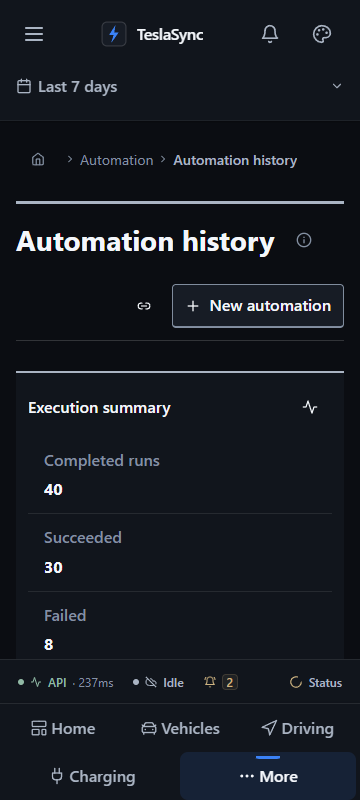 TeslaSync
Last 7 days
Automation
Automation history
Automation history
New automation
Execution summary
Completed runs
40
Succeeded
30
Failed
8
API · 237ms
Idle
2
Status
Home
Vehicles
Driving
Charging
More